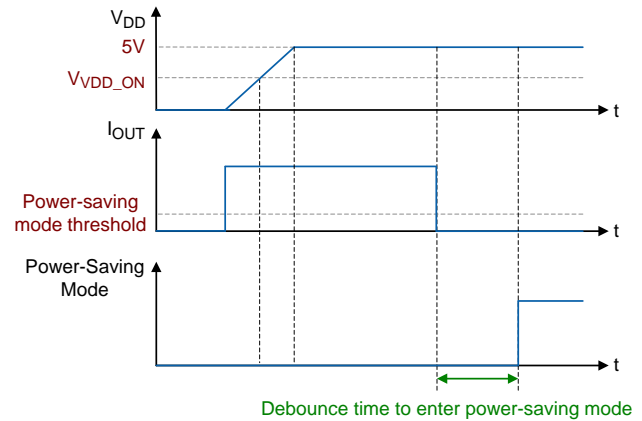 VDD
5V
VVDD_ON
t
IOUT
Power-saving
mode threshold
t
Power-Saving
Mode
t
Debounce time to enter power-saving mode